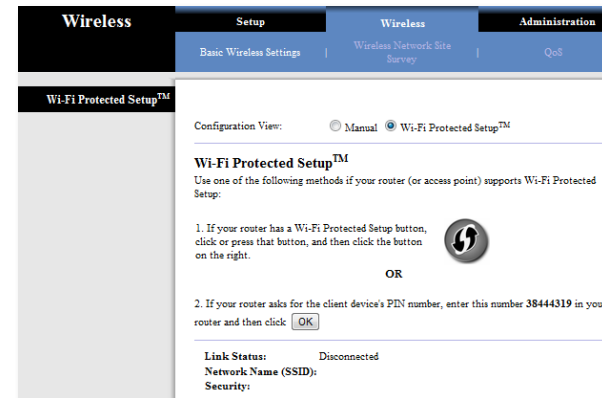 Wireless
Setup
Wireless
Administration
Basic Wireless Settings | Wireless Network Site Survey | QoS
Wi-Fi Protected Setup™
Configuration View: Manual Wi-Fi Protected Setup™
Wi-Fi Protected Setup™
Use one of the following methods if your router (or access point) supports Wi-Fi Protected
Setup:
1. If your router has a Wi-Fi Protected Setup button,
click or press that button, and then click the button
on the right.
OR
2. If your router asks for the client device's PIN number, enter this number 38444319 in you
router and then click OK
Link Status: Disconnected
Network Name (SSID):
Security: